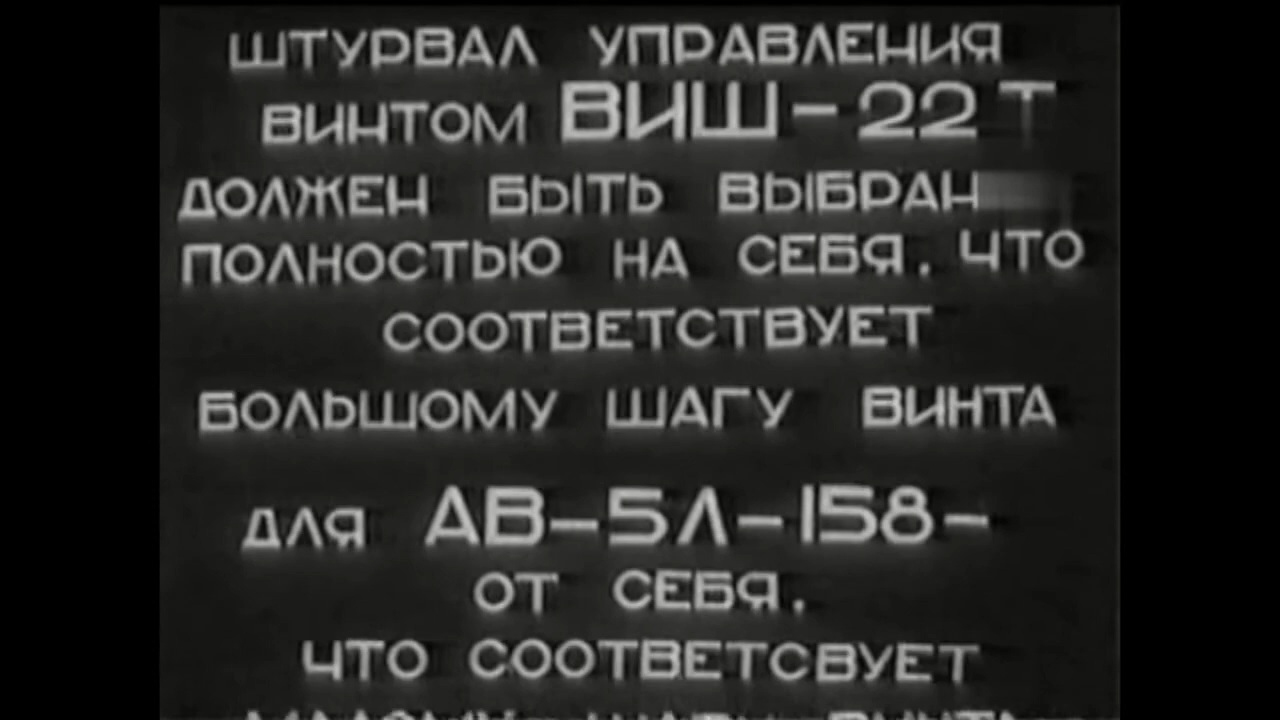 ШТУРВАЛ УПРАВЛЕНИЯ
ВИНТОМ ВИШ-22Т
ДОЛЖЕН БЫТЬ ВЫБРАН
ПОЛНОСТЬЮ НА СЕБЯ, ЧТО
СООТВЕТСТВУЕТ
БОЛЬШОМУ ШАГУ ВИНТА
ДЛЯ АВ-5Л-158-
ОТ СЕБЯ,
ЧТО СООТВЕТСВУЕТ